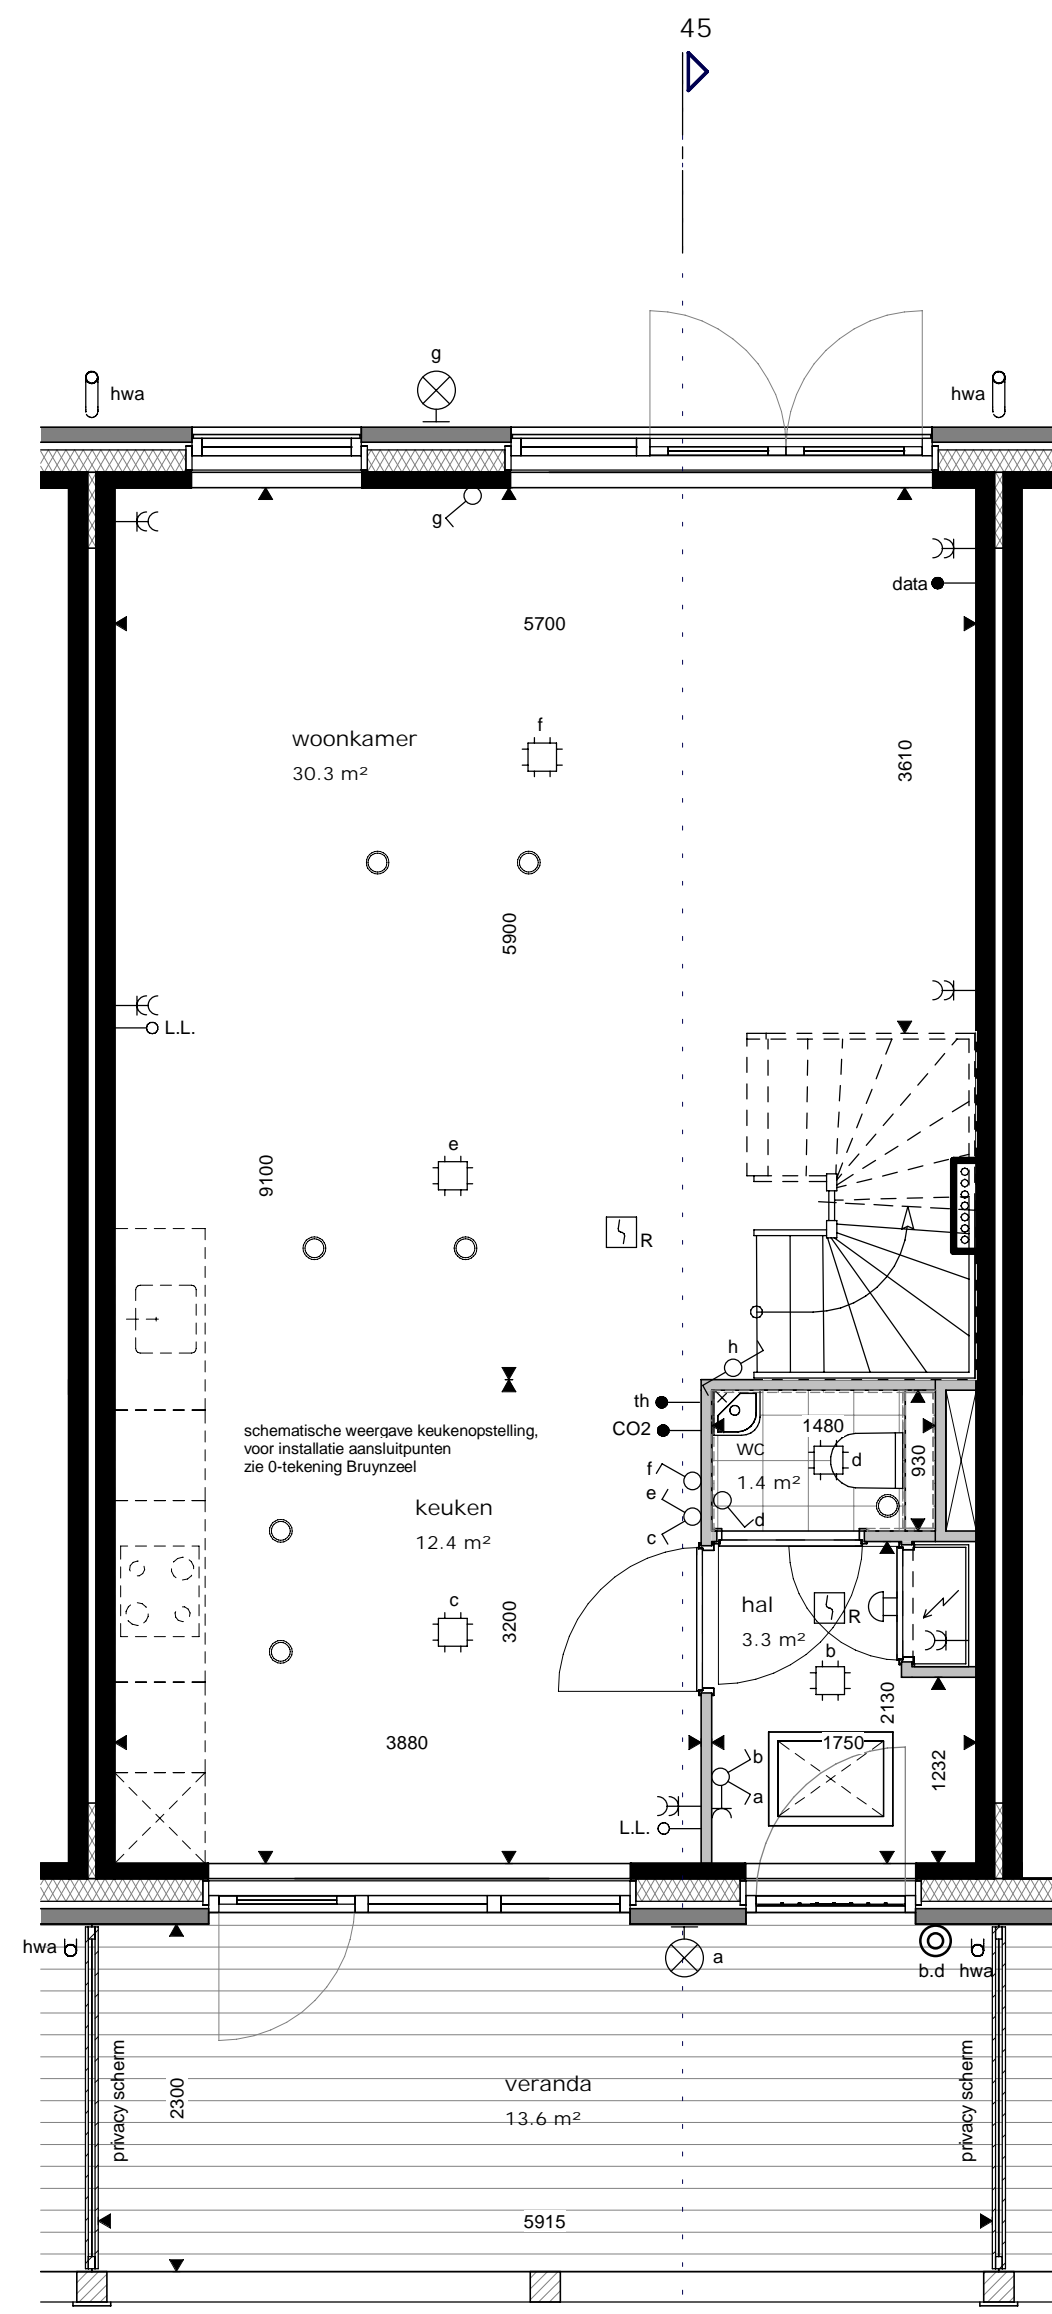 45
g
hwa
hwa
g
data
5700
f
woonkamer
30.3 m²
3610
5900
L.L.
e
9100
R
h
th
CO2
1480
schematische weergave keukenopstelling,
voor installatie aansluitpunten
zie 0-tekening Bruynzeel
wc
d
930
f
1.4 m²
e
d
c
keuken
12.4 m²
c
3200
hal
R
3.3 m²
b
2130
3880
1750
b
1232
a
L.L.
hwa
a
b.d
hwa
privacy scherm
2300
veranda
13.6 m²
privacy scherm
5915